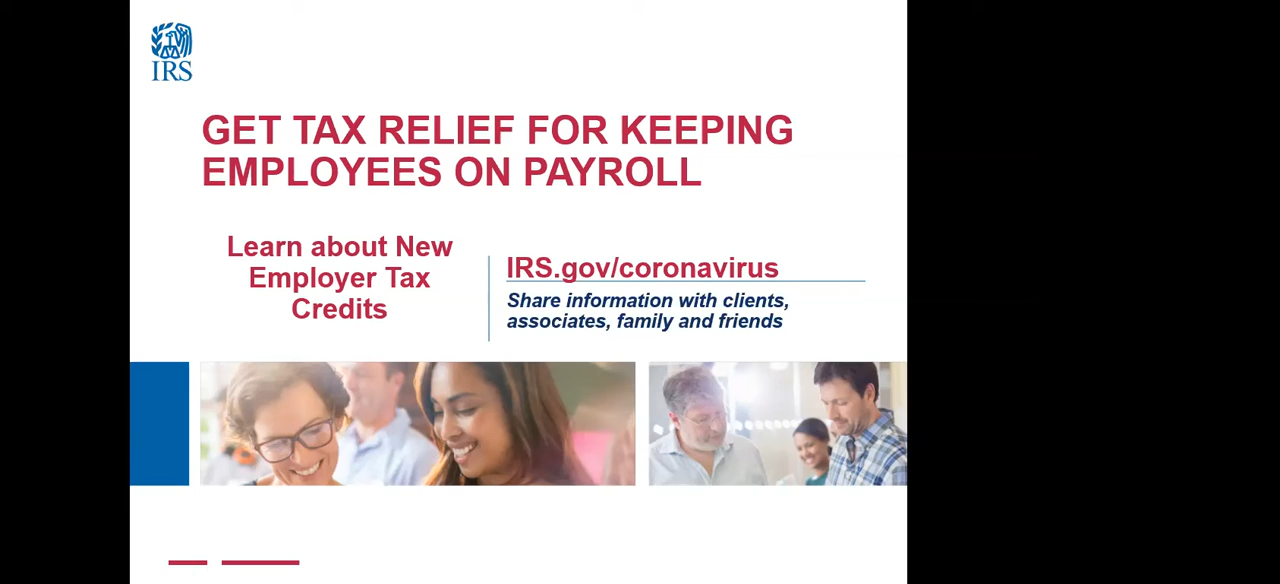 IRS
GET TAX RELIEF FOR KEEPING
EMPLOYEES ON PAYROLL
Learn about New
Employer Tax
Credits
IRS.gov/coronavirus
Share information with clients,
associates, family and friends